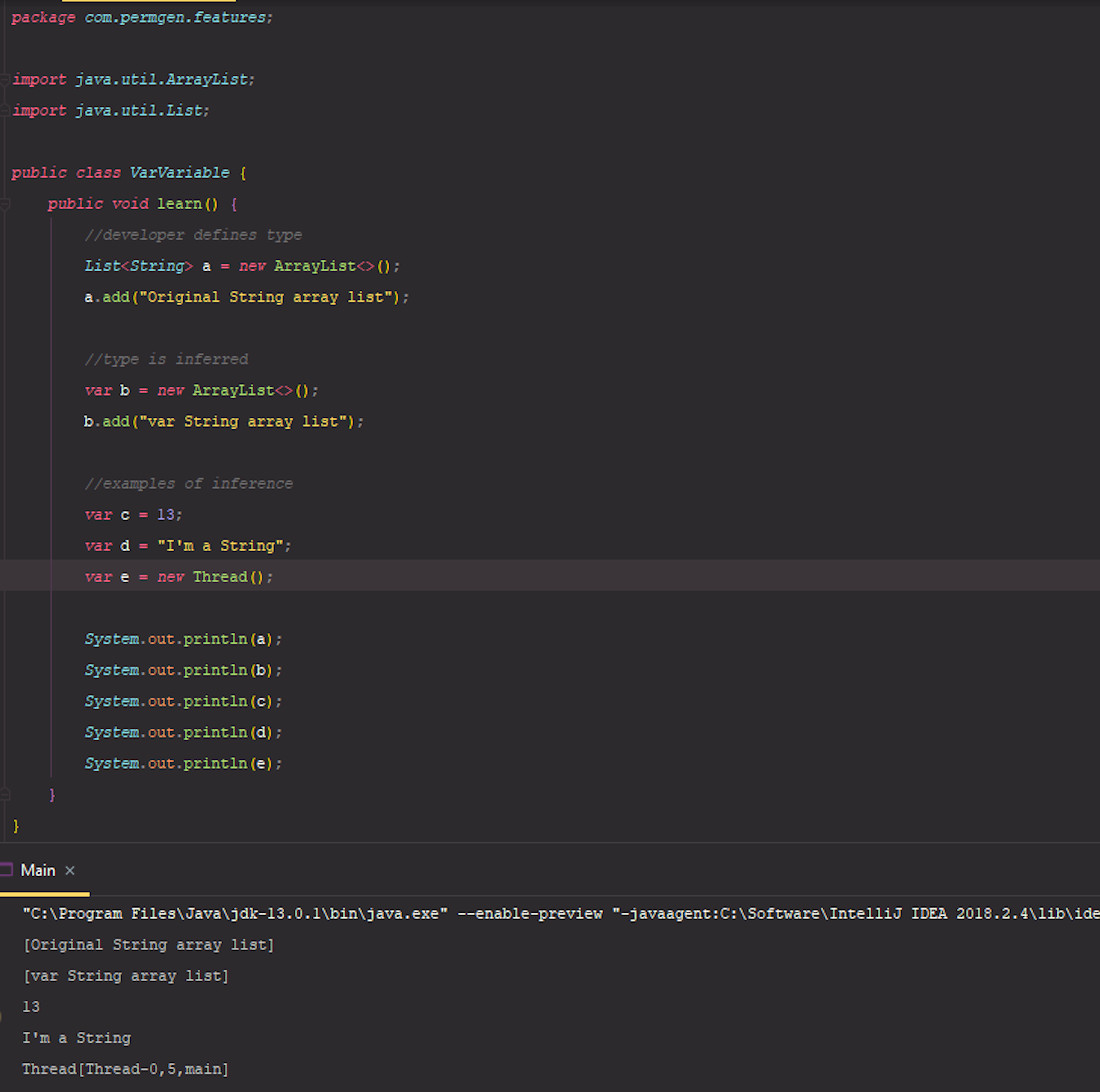 package com.permgen.features;
import java.util.ArrayList;
import java.util.List;
public class VarVariable {
public void learn() {
//developer defines type
List<String> a = new ArrayList<>();
a.add("Original String array list");
//type is inferred
var b = new ArrayList<>();
b.add("var String array list");
//examples of inference
var c = 13;
var d = "I'm a String";
var e = new Thread();
System.out.println(a);
System.out.println(b);
System.out.println(c);
System.out.println(d);
System.out.println(e);
}
}
Main ×
"C:\Program Files\Java\jdk-13.0.1\bin\java.exe" --enable-preview "-javaagent:C:\Software\IntelliJ IDEA 2018.2.4\lib\ide
[Original String array list]
[var String array list]
13
I'm a String
Thread[Thread-0,5,main]